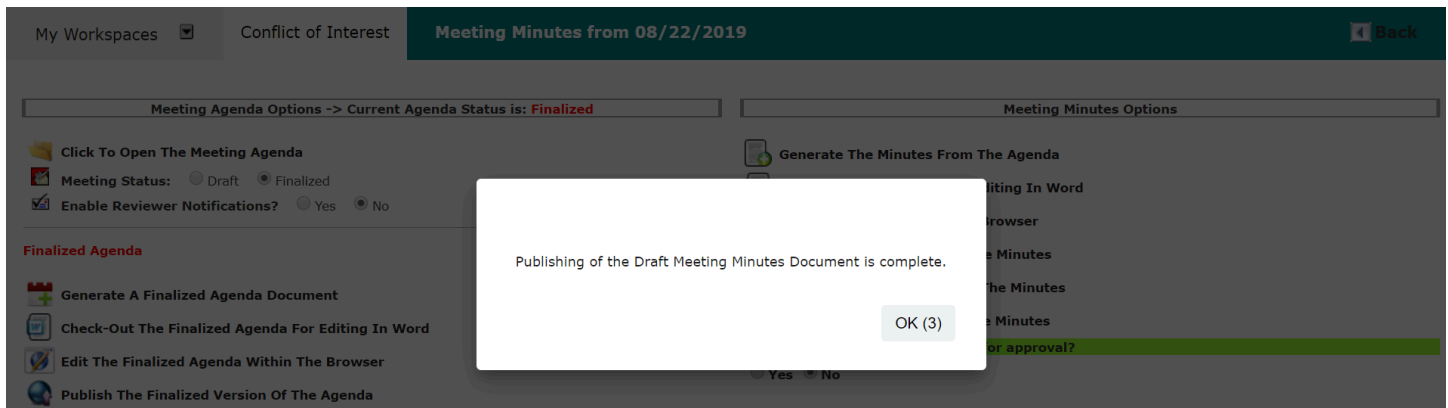 My Workspaces
Conflict of Interest
Meeting Minutes from 08/22/2019
Back
Meeting Agenda Options -> Current Agenda Status is: Finalized
Meeting Minutes Options
Click To Open The Meeting Agenda
Meeting Status: Draft Finalized
Enable Reviewer Notifications? Yes No
Finalized Agenda
Generate A Finalized Agenda Document
Check-Out The Finalized Agenda For Editing In Word
Edit The Finalized Agenda Within The Browser
Publish The Finalized Version Of The Agenda
Generate The Minutes From The Agenda
In Word
Minutes
The Minutes
Minutes
for approval?
Yes No
Publishing of the Draft Meeting Minutes Document is complete.
OK (3)